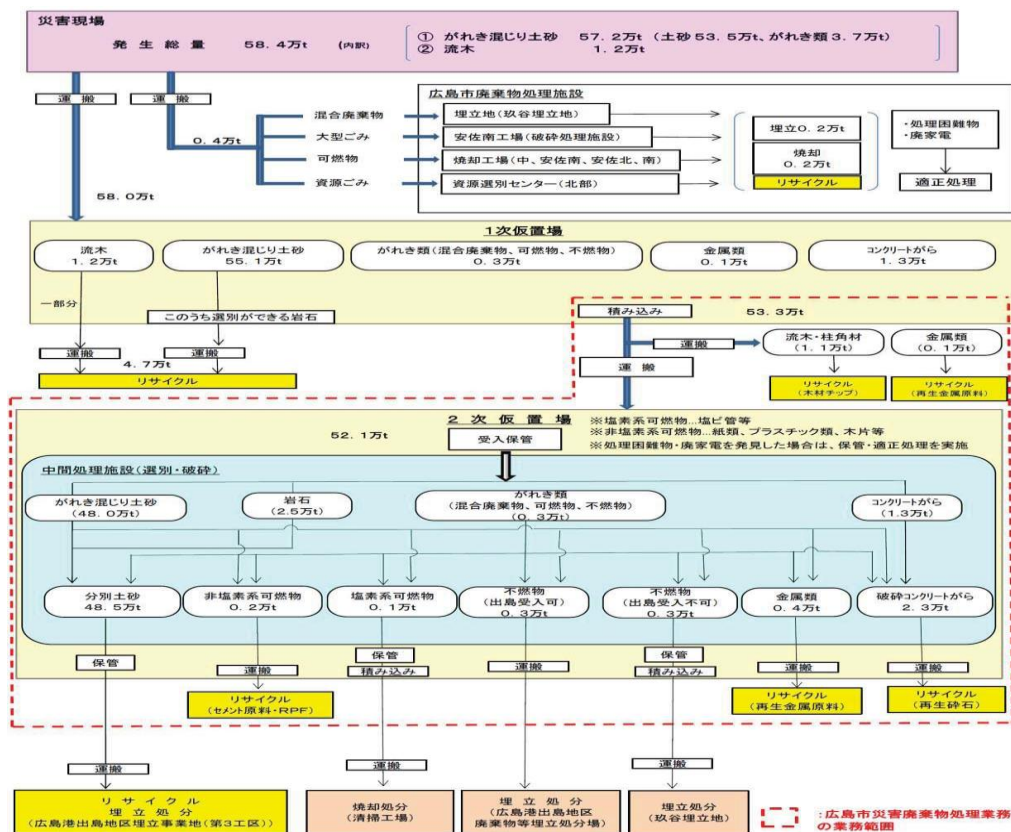 災害現場
発生総量 58.4万t (内訳)
① がれき混じり土砂 57.2万t (土砂53.5万t、がれき類3.7万t)
② 流木 1.2万t
運搬 運搬
広島市廃棄物処理施設
0.4万t
混合廃棄物 埋立地(玖谷埋立地)
大型ごみ 安佐南工場(破砕処理施設)
可燃物 焼却工場(中、安佐南、安佐北、南)
資源ごみ 資源選別センター(北部)
埋立0.2万t
焼却
0.2万t
リサイクル
・処理困難物
・廃家電
適正処理
58.0万t
1次仮置場
流木
1.2万t
がれき混じり土砂
55.1万t
がれき類(混合廃棄物、可燃物、不燃物)
0.3万t
金属類
0.1万t
コンクリートがら
1.3万t
一部分
このうち選別ができる岩石
積み込み 53.3万t
運搬 運搬
4.7万t
リサイクル
運搬
運搬
流木・柱角材
(1.1万t)
金属類
(0.1万t)
リサイクル
(木材チップ)
リサイクル
(再生金属原料)
2次仮置場
52.1万t
受入保管
※塩素系可燃物…塩ビ管等
※非塩素系可燃物…紙類、プラスチック類、木片等
※処理困難物・廃家電を発見した場合は、保管・適正処理を実施
中間処理施設(選別・破砕)
がれき混じり土砂
(48.0万t)
岩石
(2.5万t)
がれき類
(混合廃棄物、可燃物、不燃物)
(0.3万t)
コンクリートがら
(1.3万t)
分別土砂
48.5万t
非塩素系可燃物
0.2万t
塩素系可燃物
0.1万t
不燃物
(出島受入可)
0.3万t
不燃物
(出島受入不可)
0.3万t
金属類
0.4万t
破砕コンクリートがら
2.3万t
保管
運搬
保管
積み込み
運搬
保管
積み込み
運搬
運搬
リサイクル
(セメント原料・RPF)
リサイクル
(再生金属原料)
リサイクル
(再生砕石)
運搬 運搬 運搬
リサイクル
埋立処分
(広島港出島地区埋立事業地(第3工区))
焼却処分
(清掃工場)
埋立処分
(広島港出島地区
廃棄物等埋立処分場)
埋立処分
(玖谷埋立地)
:広島市災害廃棄物処理業務
の業務範囲